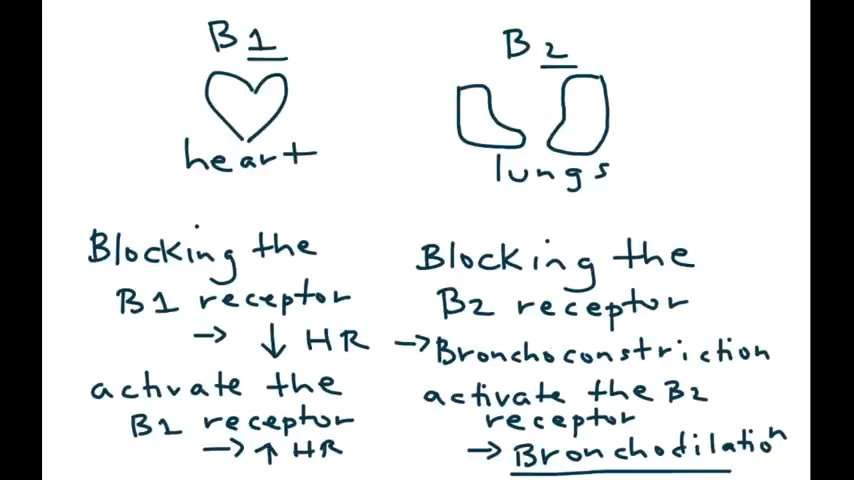 B1
heart
Blocking the
B1 receptor
→ ↓ HR
activate the
B1 receptor
→ ↑ HR
B2
lungs
Blocking the
B2 receptor
→ Bronchoconstriction
activate the B2
receptor
→ Bronchodilation